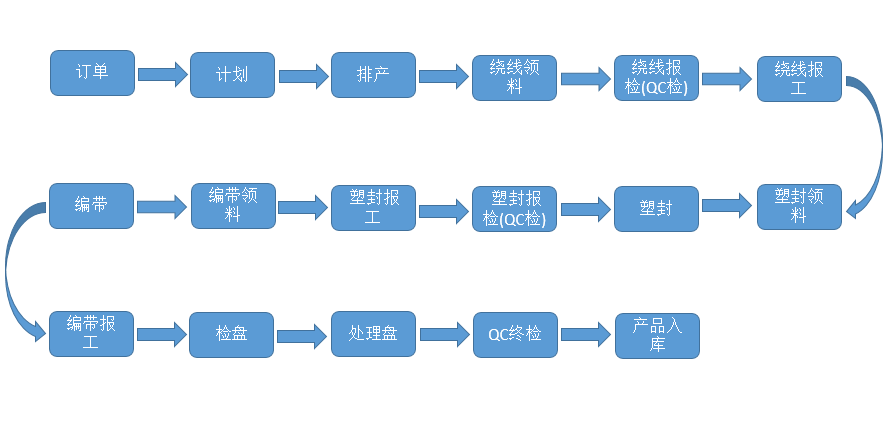 订单
计划
排产
绕线领
料
绕线报
检(QC检)
绕线报
工
编带
编带领
料
塑封报
工
塑封报
检(QC检)
塑封
塑封领
料
编带报
工
检盘
处理盘
QC终检
产品入
库